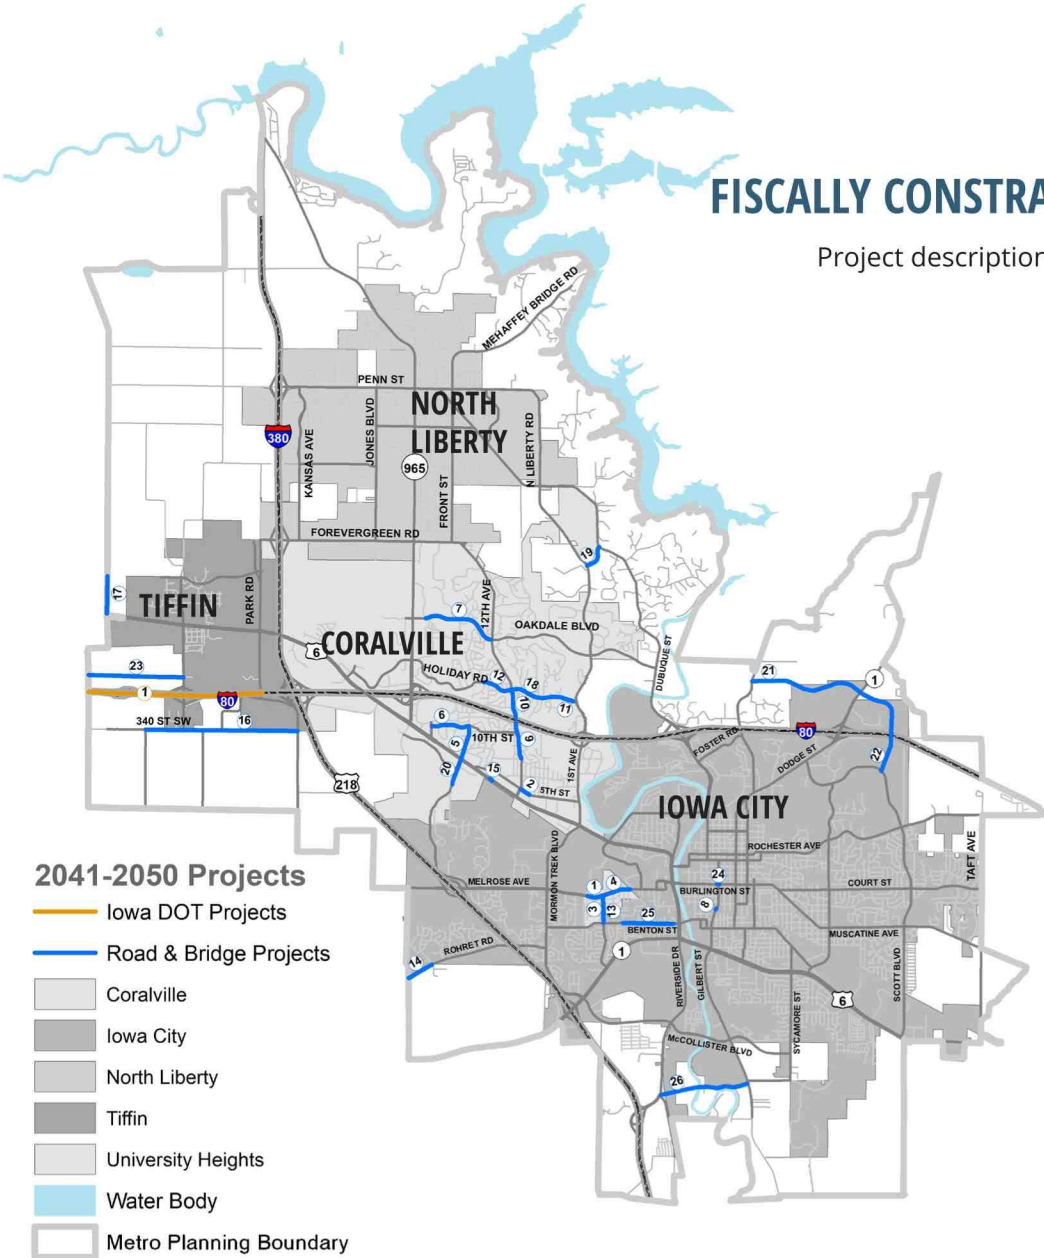 FISCALLY CONSTRA
Project description
MEHAFFEY BRIDGE RD
PENN ST
NORTH
LIBERTY
380
KANSAS AVE
JONES BLVD
965
FRONT ST
N LIBERTY RD
FOREVERGREEN RD
19
17
TIFFIN
PARK RD
7
12TH AVE
OAKDALE BLVD
6
CORALVILLE
DUBUQUE ST
23
HOLIDAY RD
12
18
21
1
1
80
10
11
340 ST SW
16
6
10TH ST
9
80
FOSTER RD
DODGE ST
22
5
20
15
1ST AVE
218
2
5TH ST
IOWA CITY
MORMON TREK BLVD
ROCHESTER AVE
TAFT AVE
2041-2050 Projects
MELROSE AVE
1
4
24
BURLINGTON ST
COURT ST
Iowa DOT Projects
3
13
25
8
BENTON ST
MUSCATINE AVE
Road & Bridge Projects
14
ROHRET RD
1
RIVERSIDE DR
GILBERT ST
SCOTT BLVD
6
Coralville
SYCAMORE ST
Iowa City
McCOLLISTER BLVD
North Liberty
26
Tiffin
University Heights
Water Body
Metro Planning Boundary